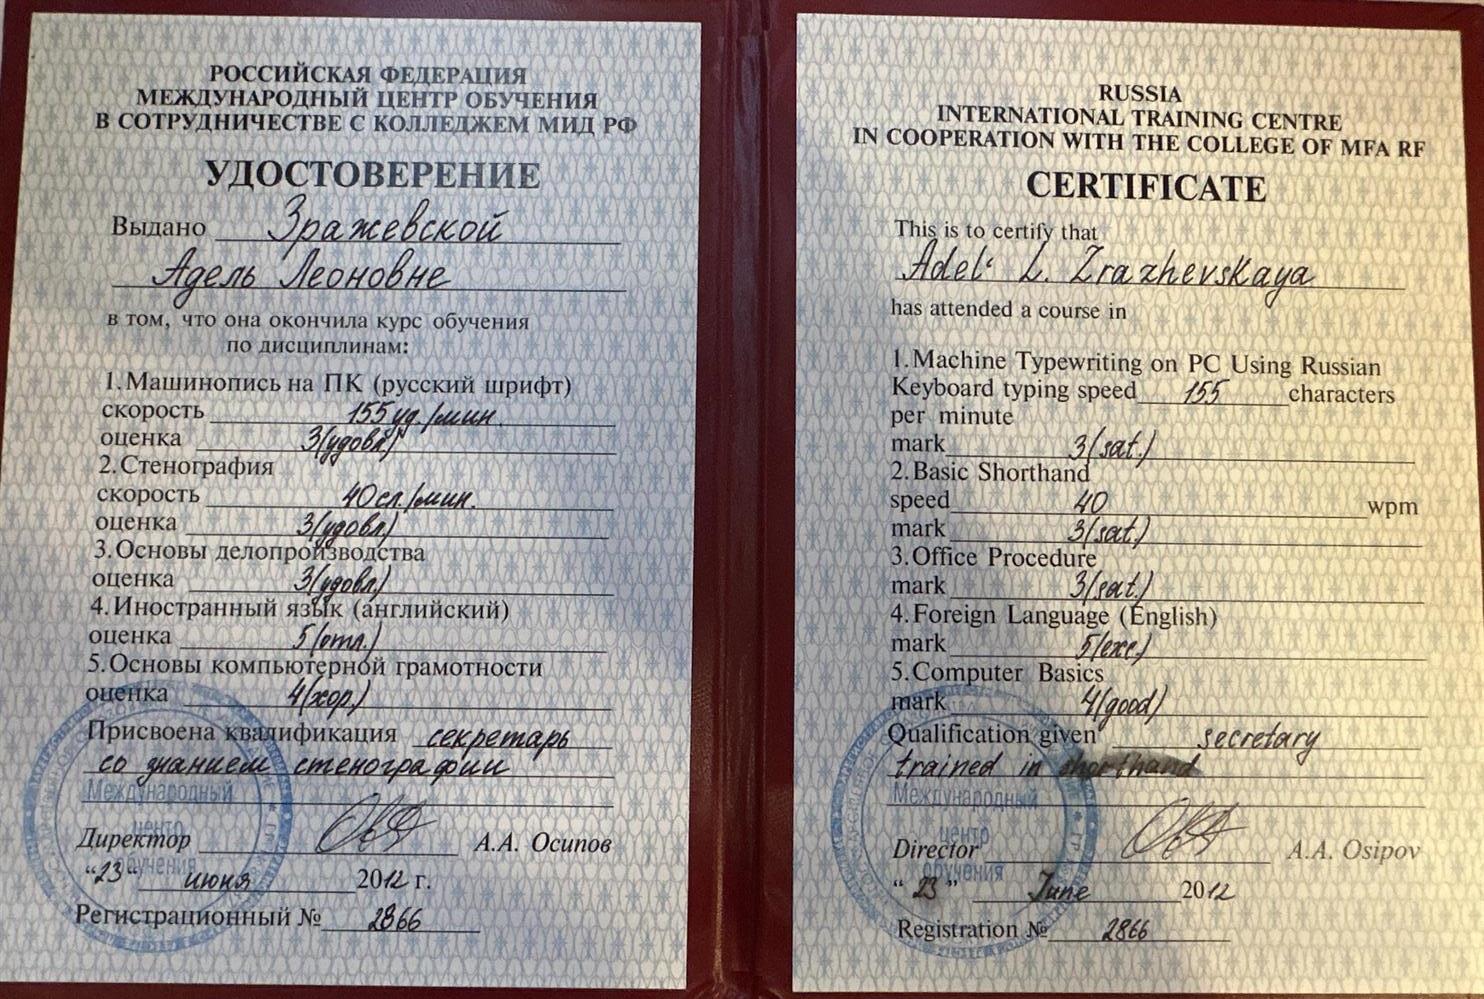 РОССИЙСКАЯ ФЕДЕРАЦИЯ
МЕЖДУНАРОДНЫЙ ЦЕНТР ОБУЧЕНИЯ
В СОТРУДНИЧЕСТВЕ С КОЛЛЕДЖЕМ МИД РФ
УДОСТОВЕРЕНИЕ
Выдано Зражевской
Адель Леоновне
в том, что она окончила курс обучения
по дисциплинам:
1.Машинопись на ПК (русский шрифт)
скорость 155 уд./мин.
оценка 3(удовл)
2.Стенография
скорость 40 сл./мин.
оценка 3(удовл)
3.Основы делопроизводства
оценка 3(удовл.)
4.Иностранный язык (английский)
оценка 5(отл.)
5.Основы компьютерной грамотности
оценка 4(хор.)
Присвоена квалификация секретарь
со знанием стенографии
Международный
центр
обучения
Директор А.А. Осипов
“23“ июня 2012 г.
Регистрационный № 2866
RUSSIA
INTERNATIONAL TRAINING CENTRE
IN COOPERATION WITH THE COLLEGE OF MFA RF
CERTIFICATE
This is to certify that
Adel‘ L. Zrazhevskaya
has attended a course in
1.Machine Typewriting on PC Using Russian
Keyboard typing speed 155 characters
per minute
mark 3(sat.)
2.Basic Shorthand
speed 40 wpm
mark 3(sat.)
3.Office Procedure
mark 3(sat.)
4.Foreign Language (English)
mark 5(exc.)
5.Computer Basics
mark 4(good)
Qualification given secretary
trained in shorthand
Международный
центр
обучения
Director A.A. Osipov
“ 23 ” June 2012
Registration № 2866